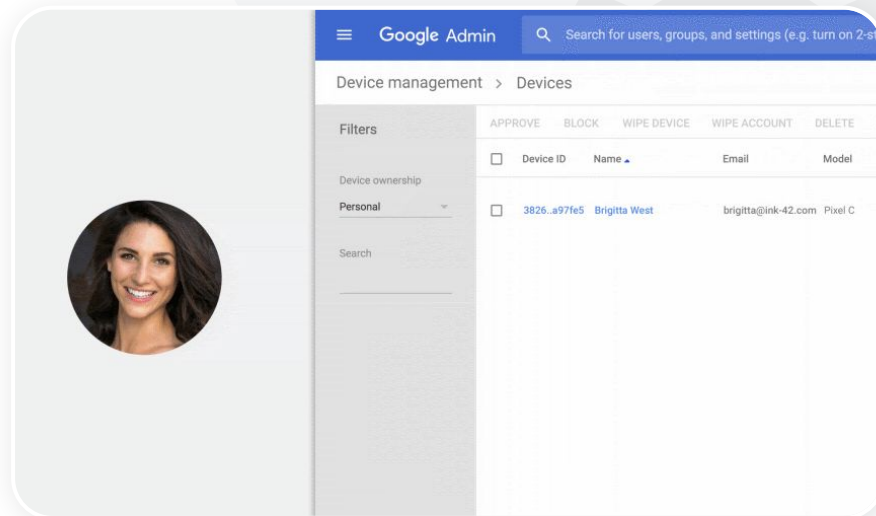 Google Admin
Search for users, groups, and settings (e.g. turn on 2-st
Device management > Devices
Filters
Device ownership
Personal
Search
APPROVE BLOCK WIPE DEVICE WIPE ACCOUNT DELETE
Device ID Name Email Model
3826..a97fe5 Brigitta West brigitta@ink-42.com Pixel C